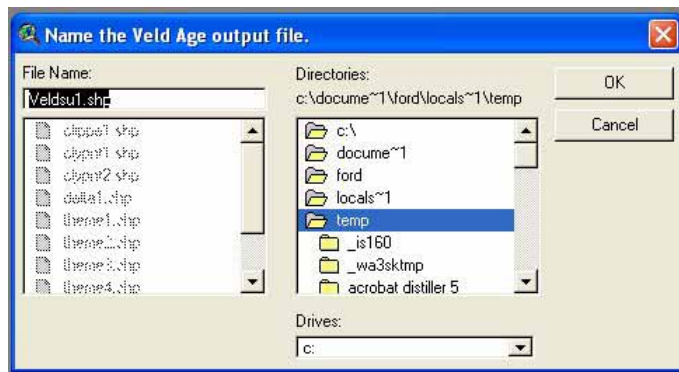 Name the Veld Age output file.
File Name:
Veldsu1.shp
clippe1.shp
clypnt1.shp
clypnt2.shp
delta1.shp
theme1.shp
theme2.shp
theme3.shp
theme4.shp
Directories:
c:\docume~1\ford\locals~1\temp
c:\
docume~1
ford
locals~1
temp
_is160
_wa3sktmp
acrobat distiller 5
Drives:
c:
OK
Cancel